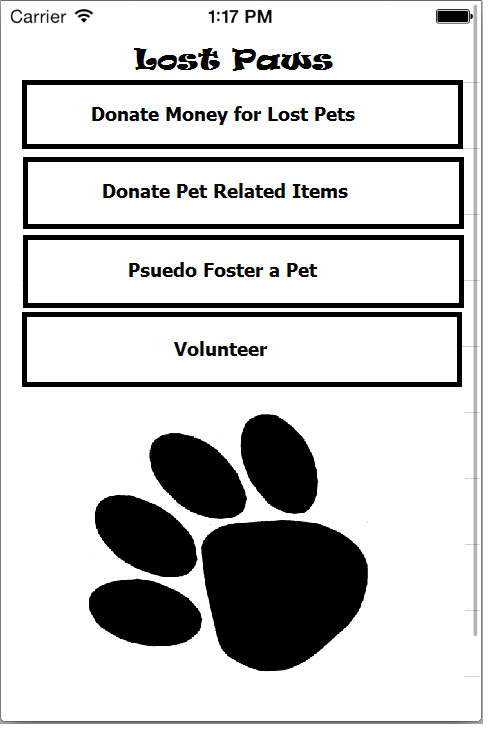 Carrier 1:17 PM
Lost Paws
Donate Money for Lost Pets
Donate Pet Related Items
Psuedo Foster a Pet
Volunteer